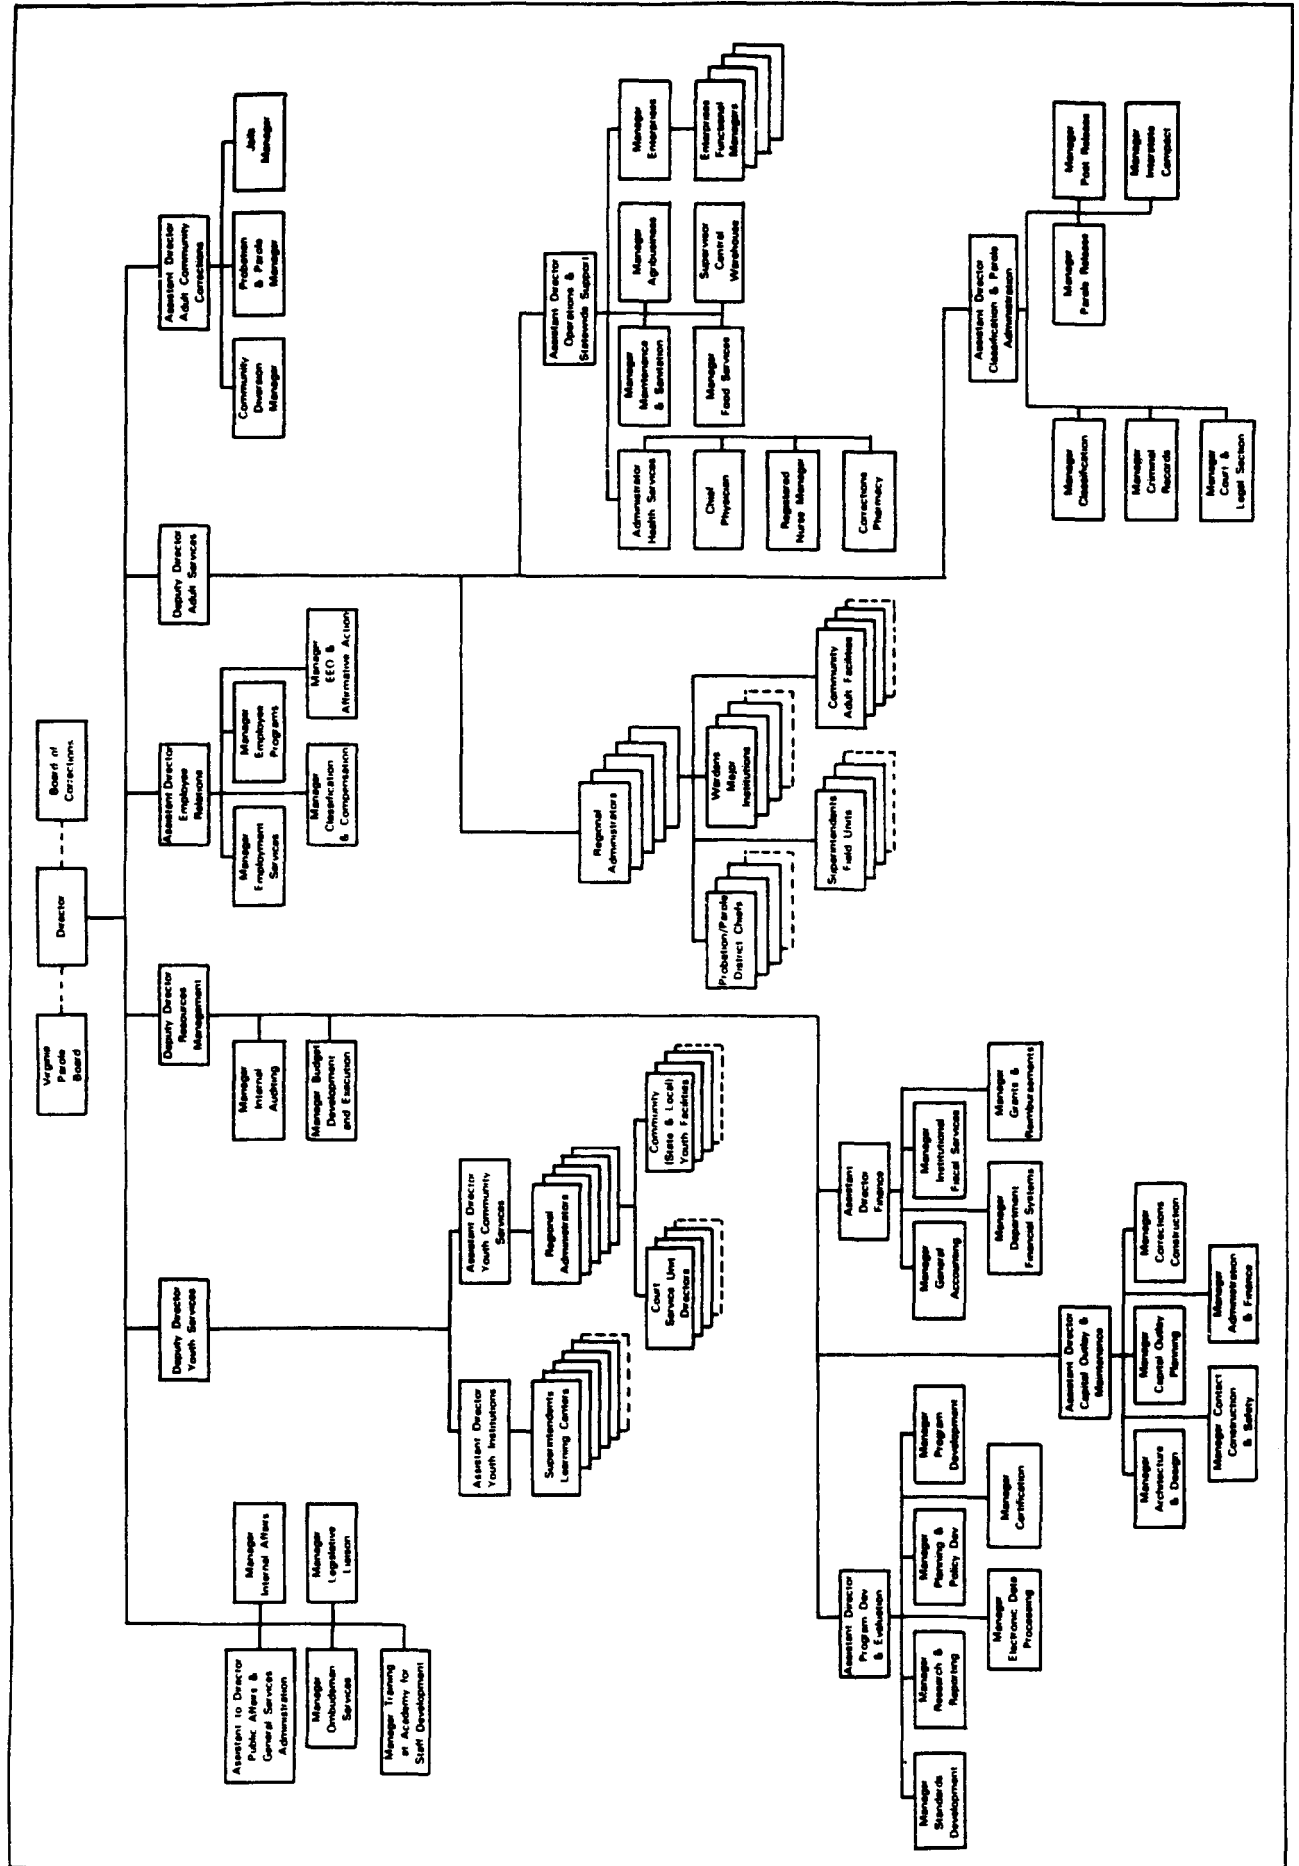 Virginia
Parole
Board
Director
Board of
Corrections
Assistant to Director
Public Affairs &
General Services
Administration
Manager
Internal Affairs
Manager
Ombudsman
Services
Manager
Legislative
Liaison
Manager Training
at Academy for
Staff Development
Deputy Director
Youth Services
Deputy Director
Resources
Management
Assistant Director
Employee
Relations
Deputy Director
Adult Services
Assistant Director
Adult Community
Corrections
Manager
Internal
Auditing
Manager Budget
Development
and Execution
Manager
Employment
Services
Manager
Employee
Programs
Manager
Classification
& Compensation
Manager
EEO &
Affirmative Action
Community
Diversion
Manager
Probation
& Parole
Manager
Jails
Manager
Assistant Director
Youth Institutions
Assistant Director
Youth Community
Services
Superintendents
Learning Centers
Regional
Administrators
Court
Service Unit
Directors
Community
(State & Local)
Youth Facilities
Regional
Administrators
Probation/Parole
District Chiefs
Wardens
Major
Institutions
Superintendents
Field Units
Community
Adult Facilities
Assistant Director
Operations &
Statewide Support
Administrator
Health Services
Chief
Physician
Registered
Nurse Manager
Corrections
Pharmacy
Manager
Maintenance
& Sanitation
Manager
Agribusiness
Manager
Enterprises
Manager
Food Services
Supervisor
Central
Warehouse
Enterprises
Functional
Managers
Assistant Director
Program Dev
& Evaluation
Assistant
Director
Finance
Manager
Standards
Development
Manager
Research &
Reporting
Manager
Planning &
Policy Dev
Manager
Program
Development
Manager
Electronic Data
Processing
Manager
Certification
Manager
General
Accounting
Manager
Institutional
Fiscal Services
Manager
Department
Financial Systems
Manager
Grants &
Reimbursements
Assistant Director
Capital Outlay &
Maintenance
Manager
Architecture
& Design
Manager
Capital Outlay
Planning
Manager
Corrections
Construction
Manager Contact
Construction
& Safety
Manager
Administration
& Finance
Assistant Director
Classification & Parole
Administration
Manager
Classification
Manager
Criminal
Records
Manager
Court &
Legal Section
Manager
Parole Release
Manager
Post Release
Manager
Interstate
Compact